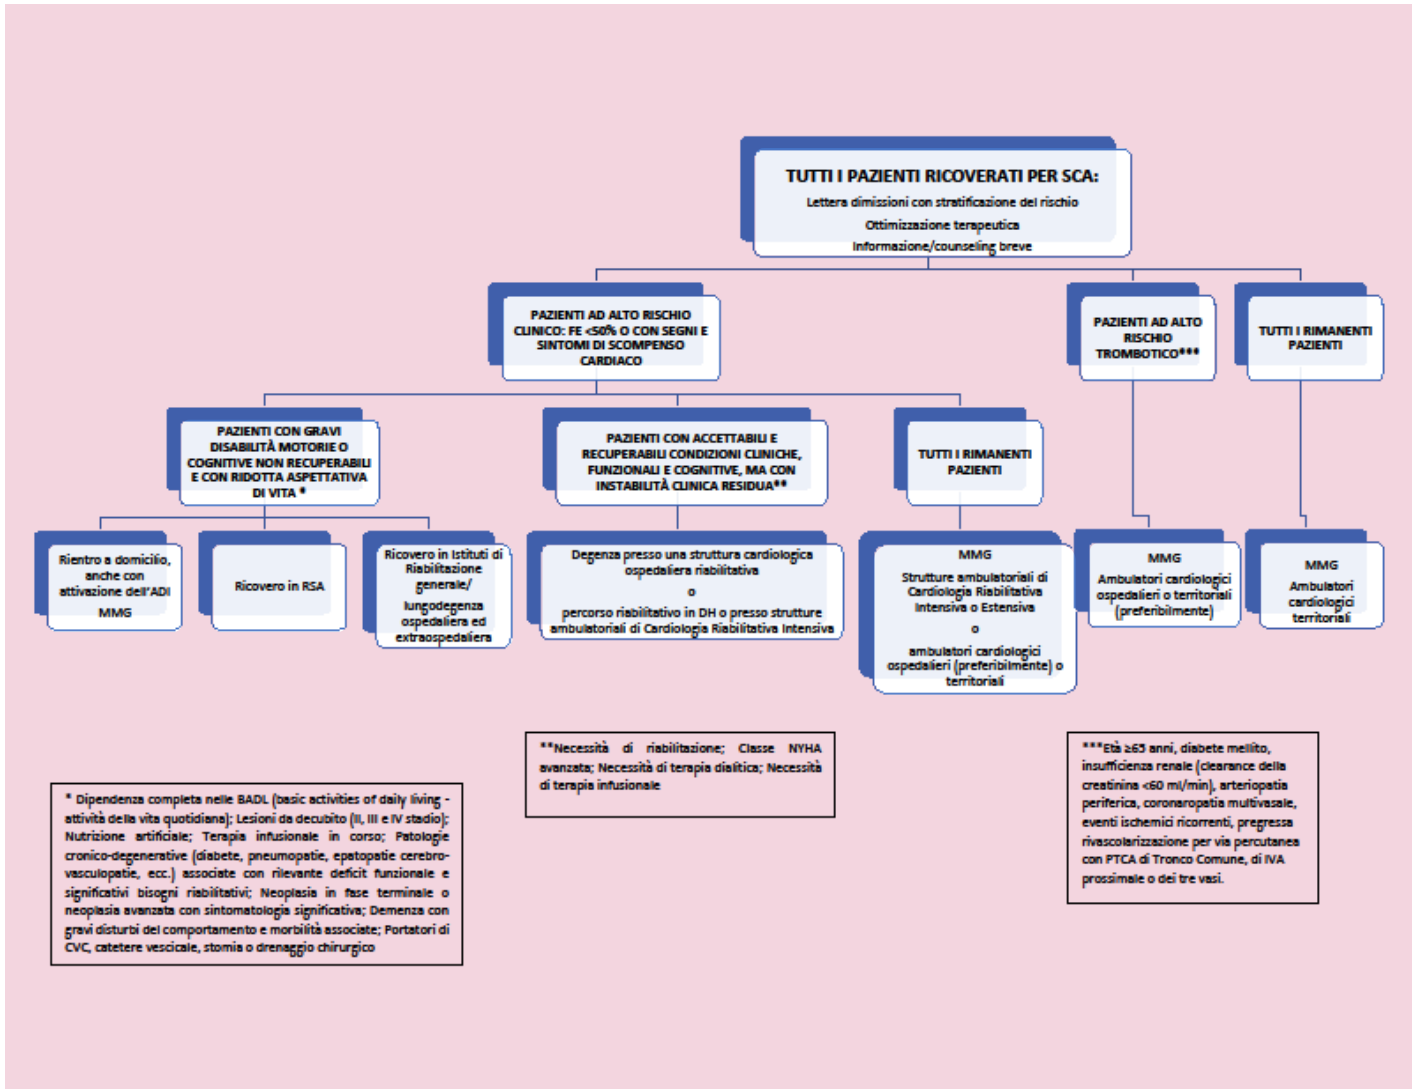 TUTTI I PAZIENTI RICOVERATI PER SCA:
Lettera dimissioni con stratificazione del rischio
Ottimizzazione terapeutica
Informazione/counseling breve
PAZIENTI AD ALTO RISCHIO
CLINICO: FE <50% O CON SEGNI E
SINTOMI DI SCOMPENSO
CARDIACO
PAZIENTI AD ALTO
RISCHIO
TROMBOTICO***
TUTTI I RIMANENTI
PAZIENTI
PAZIENTI CON GRAVI
DISABILITÀ MOTORIE O
COGNITIVE NON RECUPERABILI
E CON RIDOTTA ASPETTATIVA
DI VITA *
PAZIENTI CON ACCETTABILI E
RECUPERABILI CONDIZIONI CLINICHE,
FUNZIONALI E COGNITIVE, MA CON
INSTABILITÀ CLINICA RESIDUA**
TUTTI I RIMANENTI
PAZIENTI
Rientro a domicilio,
anche con
attivazione dell'ADI
MMG
Ricovero in RSA
Ricovero in Istituti di
Riabilitazione
generale/
lungodegenza
ospedaliera ed
extraospedaliera
Degenza presso una struttura cardiologica
ospedaliera riabilitativa
o
percorso riabilitativo in DH o presso strutture
ambulatoriali di Cardiologia Riabilitativa Intensiva
MMG
Strutture ambulatoriali di
Cardiologia Riabilitativa
Intensiva o Estensiva
o
ambulatori cardiologici
ospedalieri (preferibilmente) o
territoriali
MMG
Ambulatori cardiologici
ospedalieri o territoriali
(preferibilmente)
MMG
Ambulatori
cardiologici
territoriali
* Dipendenza completa nelle BADL (basic activities of daily living -
attività della vita quotidiana); Lesioni da decubito (II, III e IV stadio);
Nutrizione artificiale; Terapia infusionale in corso; Patologie
cronico-degenerative (diabete, pneumopatie, epatopatie cerebro-
vasculopatie, ecc.) associate con rilevante deficit funzionale e
significativi bisogni riabilitativi; Neoplasia in fase terminale o
neoplasia avanzata con sintomatologia significativa; Demenza con
gravi disturbi del comportamento e morbilità associate; Portatori di
CVC, catetere vescicale, stomia o drenaggio chirurgico
**Necessità di riabilitazione; Classe NYHA
avanzata; Necessità di terapia dialitica; Necessità
di terapia infusionale
***Età ≥65 anni, diabete mellito,
insufficienza renale (clearance della
creatinina <60 ml/min), arteriopatia
periferica, coronaropatia multivasale,
eventi ischemici ricorrenti, pregressa
rivascolarizzazione per via percutanea
con PTCA di Tronco Comune, di IVA
prossimale o dei tre vasi.